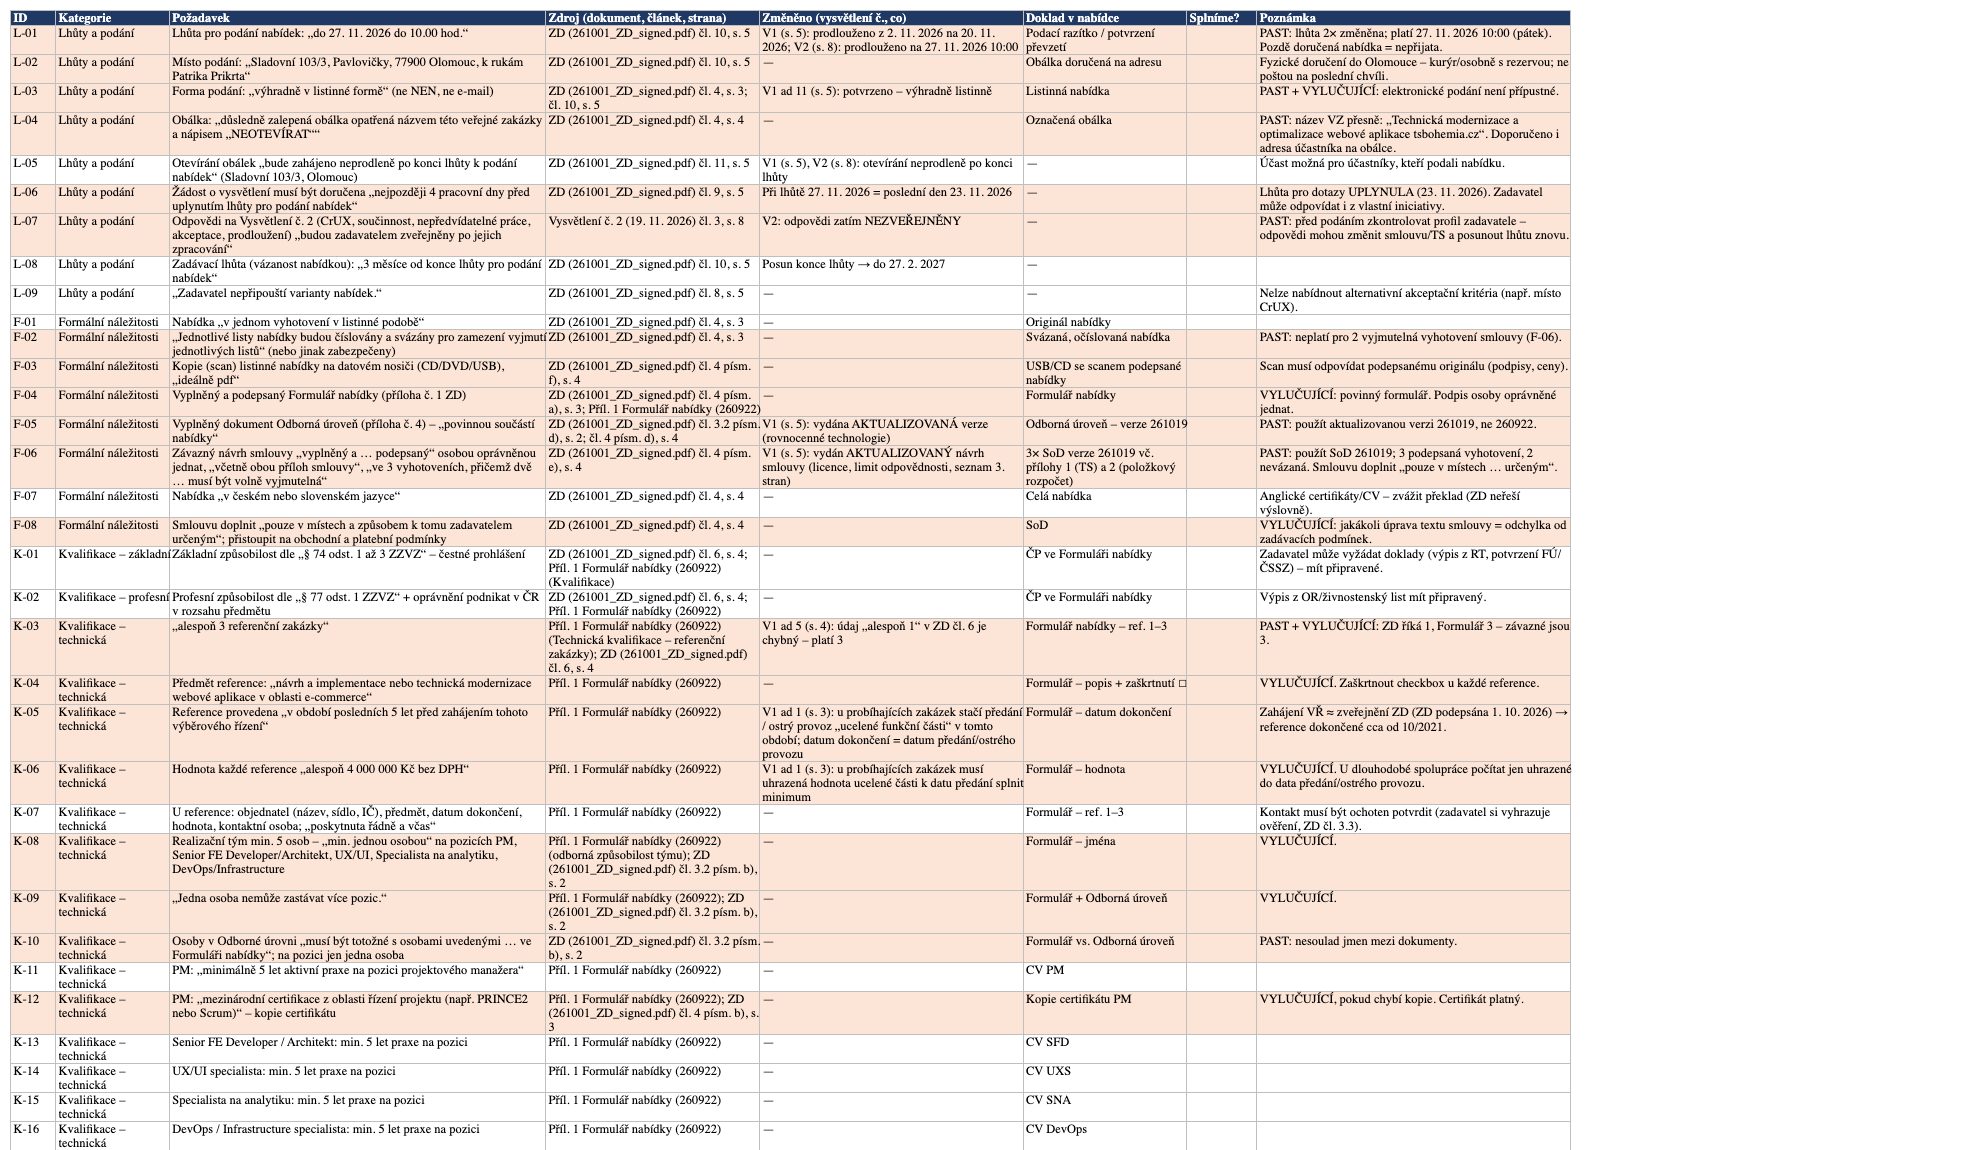 ID Kategorie Požadavek Zdroj (dokument, článek, strana) Změněno (vysvětlení č., co) Doklad v nabídce Splníme? Poznámka
L-01 Lhůty a podání Lhůta pro podání nabídek: „do 27. 11. 2026 do 10.00 hod.“ ZD (261001_ZD_signed.pdf) čl. 10, s. 5 V1 (s. 5): prodlouženo z 2. 11. 2026 na 20. 11. Podací razítko / potvrzení PAST: lhůta 2× změněna; platí 27. 11. 2026 10:00 (pátek).
2026; V2 (s. 8): prodlouženo na 27. 11. 2026 10:00 převzetí Pozdě doručená nabídka = nepřijata.
L-02 Lhůty a podání Místo podání: „Sladovní 103/3, Pavlovičky, 77900 Olomouc, k rukám ZD (261001_ZD_signed.pdf) čl. 10, s. 5 — Obálka doručená na adresu Fyzické doručení do Olomouce – kurýr/osobně s rezervou; ne
Patrika Prikrta“ poštou na poslední chvíli.
L-03 Lhůty a podání Forma podání: „výhradně v listinné formě“ (ne NEN, ne e-mail) ZD (261001_ZD_signed.pdf) čl. 4, s. 3; V1 ad 11 (s. 5): potvrzeno – výhradně listinně Listinná nabídka PAST + VYLUČUJÍCÍ: elektronické podání není přípustné.
čl. 10, s. 5
L-04 Lhůty a podání Obálka: „důsledně zalepená obálka opatřená názvem této veřejné zakázky ZD (261001_ZD_signed.pdf) čl. 4, s. 4 — Označená obálka PAST: název VZ přesně: „Technická modernizace a
a nápisem „NEOTEVÍRAT““ optimalizace webové aplikace tsbohemia.cz“. Doporučeno i
adresa účastníka na obálce.
L-05 Lhůty a podání Otevírání obálek „bude zahájeno neprodleně po konci lhůty k podání ZD (261001_ZD_signed.pdf) čl. 11, s. 5 V1 (s. 5), V2 (s. 8): otevírání neprodleně po konci — Účast možná pro účastníky, kteří podali nabídku.
nabídek“ (Sladovní 103/3, Olomouc) lhůty
L-06 Lhůty a podání Žádost o vysvětlení musí být doručena „nejpozději 4 pracovní dny před ZD (261001_ZD_signed.pdf) čl. 9, s. 5 Při lhůtě 27. 11. 2026 = poslední den 23. 11. 2026 — Lhůta pro dotazy UPLYNULA (23. 11. 2026). Zadavatel
uplynutím lhůty pro podání nabídek“ může odpovídat i z vlastní iniciativy.
L-07 Lhůty a podání Odpovědi na Vysvětlení č. 2 (CrUX, součinnost, nepředvídatelné práce, Vysvětlení č. 2 (19. 11. 2026) čl. 3, s. 8 V2: odpovědi zatím NEZVEŘEJNĚNY — PAST: před podáním zkontrolovat profil zadavatele –
akceptace, prodloužení) „budou zadavatelem zveřejněny po jejich odpovědi mohou změnit smlouvu/TS a posunout lhůtu znovu.
zpracování“
L-08 Lhůty a podání Zadávací lhůta (vázanost nabídkou): „3 měsíce od konce lhůty pro podání ZD (261001_ZD_signed.pdf) čl. 10, s. 5 Posun konce lhůty → do 27. 2. 2027 —
nabídek“
L-09 Lhůty a podání „Zadavatel nepřipouští varianty nabídek.“ ZD (261001_ZD_signed.pdf) čl. 8, s. 5 — — Nelze nabídnout alternativní akceptační kritéria (např. místo
CrUX).
F-01 Formální náležitosti Nabídka „v jednom vyhotovení v listinné podobě“ ZD (261001_ZD_signed.pdf) čl. 4, s. 3 — Originál nabídky
F-02 Formální náležitosti „Jednotlivé listy nabídky budou číslovány a svázány pro zamezení vyjmutí ZD (261001_ZD_signed.pdf) čl. 4, s. 3 — Svázaná, očíslovaná nabídka PAST: neplatí pro 2 vyjmutelná vyhotovení smlouvy (F-06).
jednotlivých listů“ (nebo jinak zabezpečeny)
F-03 Formální náležitosti Kopie (scan) listinné nabídky na datovém nosiči (CD/DVD/USB), ZD (261001_ZD_signed.pdf) čl. 4 písm. — USB/CD se scanem podepsané Scan musí odpovídat podepsanému originálu (podpisy, ceny).
„ideálně pdf“ f), s. 4 nabídky
F-04 Formální náležitosti Vyplněný a podepsaný Formulář nabídky (příloha č. 1 ZD) ZD (261001_ZD_signed.pdf) čl. 4 písm. — Formulář nabídky VYLUČUJÍCÍ: povinný formulář. Podpis osoby oprávněné
a), s. 3; Příl. 1 Formulář nabídky (260922) jednat.
F-05 Formální náležitosti Vyplněný dokument Odborná úroveň (příloha č. 4) – „povinnou součástí ZD (261001_ZD_signed.pdf) čl. 3.2 písm. V1 (s. 5): vydána AKTUALIZOVANÁ verze Odborná úroveň – verze 261019 PAST: použít aktualizovanou verzi 261019, ne 260922.
nabídky“ d), s. 2; čl. 4 písm. d), s. 4 (rovnocenné technologie)
F-06 Formální náležitosti Závazný návrh smlouvy „vyplněný a … podepsaný“ osobou oprávněnou ZD (261001_ZD_signed.pdf) čl. 4 písm. V1 (s. 5): vydán AKTUALIZOVANÝ návrh 3× SoD verze 261019 vč. PAST: použít SoD 261019; 3 podepsaná vyhotovení, 2
jednat, „včetně obou příloh smlouvy“, „ve 3 vyhotoveních, přičemž dvě e), s. 4 smlouvy (licence, limit odpovědnosti, seznam 3. přílohy 1 (TS) a 2 (položkový nevázaná. Smlouvu doplnit „pouze v místech … určeným“.
… musí být volně vyjmutelná“ stran) rozpočet)
F-07 Formální náležitosti Nabídka „v českém nebo slovenském jazyce“ ZD (261001_ZD_signed.pdf) čl. 4, s. 4 — Celá nabídka Anglické certifikáty/CV – zvážit překlad (ZD neřeší
výslovně).
F-08 Formální náležitosti Smlouvu doplnit „pouze v místech a způsobem k tomu zadavatelem ZD (261001_ZD_signed.pdf) čl. 4, s. 4 — SoD VYLUČUJÍCÍ: jakákoli úprava textu smlouvy = odchylka od
určeným“; přistoupit na obchodní a platební podmínky zadávacích podmínek.
K-01 Kvalifikace – základní Základní způsobilost dle „§ 74 odst. 1 až 3 ZZVZ“ – čestné prohlášení ZD (261001_ZD_signed.pdf) čl. 6, s. 4; — ČP ve Formuláři nabídky Zadavatel může vyžádat doklady (výpis z RT, potvrzení FÚ/
Příl. 1 Formulář nabídky (260922) ČSSZ) – mít připravené.
(Kvalifikace)
K-02 Kvalifikace – profesní Profesní způsobilost dle „§ 77 odst. 1 ZZVZ“ + oprávnění podnikat v ČR ZD (261001_ZD_signed.pdf) čl. 6, s. 4; — ČP ve Formuláři nabídky Výpis z OR/živnostenský list mít připravený.
v rozsahu předmětu Příl. 1 Formulář nabídky (260922)
K-03 Kvalifikace – „alespoň 3 referenční zakázky“ Příl. 1 Formulář nabídky (260922) V1 ad 5 (s. 4): údaj „alespoň 1“ v ZD čl. 6 je Formulář nabídky – ref. 1–3 PAST + VYLUČUJÍCÍ: ZD říká 1, Formulář 3 – závazné jsou
technická (Technická kvalifikace – referenční chybný – platí 3 3.
zakázky); ZD (261001_ZD_signed.pdf)
čl. 6, s. 4
K-04 Kvalifikace – Předmět reference: „návrh a implementace nebo technická modernizace Příl. 1 Formulář nabídky (260922) — Formulář – popis + zaškrtnutí □ VYLUČUJÍCÍ. Zaškrtnout checkbox u každé reference.
technická webové aplikace v oblasti e-commerce“
K-05 Kvalifikace – Reference provedena „v období posledních 5 let před zahájením tohoto Příl. 1 Formulář nabídky (260922) V1 ad 1 (s. 3): u probíhajících zakázek stačí předání Formulář – datum dokončení Zahájení VŘ ≈ zveřejnění ZD (ZD podepsána 1. 10. 2026) →
technická výběrového řízení“ / ostrý provoz „ucelené funkční části“ v tomto reference dokončené cca od 10/2021.
období; datum dokončení = datum předání/ostrého
provozu
K-06 Kvalifikace – Hodnota každé reference „alespoň 4 000 000 Kč bez DPH“ Příl. 1 Formulář nabídky (260922) V1 ad 1 (s. 3): u probíhajících zakázek musí Formulář – hodnota VYLUČUJÍCÍ. U dlouhodobé spolupráce počítat jen uhrazené
technická uhrazená hodnota ucelené části k datu předání splnit do data předání/ostrého provozu.
minimum
K-07 Kvalifikace – U reference: objednatel (název, sídlo, IČ), předmět, datum dokončení, Příl. 1 Formulář nabídky (260922) — Formulář – ref. 1–3 Kontakt musí být ochoten potvrdit (zadavatel si vyhrazuje
technická hodnota, kontaktní osoba; „poskytnuta řádně a včas“ ověření, ZD čl. 3.3).
K-08 Kvalifikace – Realizační tým min. 5 osob – „min. jednou osobou“ na pozicích PM, Příl. 1 Formulář nabídky (260922) — Formulář – jména VYLUČUJÍCÍ.
technická Senior FE Developer/Architekt, UX/UI, Specialista na analytiku, (odborná způsobilost týmu); ZD
DevOps/Infrastructure (261001_ZD_signed.pdf) čl. 3.2 písm. b),
s. 2
K-09 Kvalifikace – „Jedna osoba nemůže zastávat více pozic.“ Příl. 1 Formulář nabídky (260922); ZD — Formulář + Odborná úroveň VYLUČUJÍCÍ.
technická (261001_ZD_signed.pdf) čl. 3.2 písm. b),
s. 2
K-10 Kvalifikace – Osoby v Odborné úrovni „musí být totožné s osobami uvedenými … ve ZD (261001_ZD_signed.pdf) čl. 3.2 písm. — Formulář vs. Odborná úroveň PAST: nesoulad jmen mezi dokumenty.
technická Formuláři nabídky“; na pozici jen jedna osoba b), s. 2
K-11 Kvalifikace – PM: „minimálně 5 let aktivní praxe na pozici projektového manažera“ Příl. 1 Formulář nabídky (260922) — CV PM
technická
K-12 Kvalifikace – PM: „mezinárodní certifikace z oblasti řízení projektu (např. PRINCE2 Příl. 1 Formulář nabídky (260922); ZD — Kopie certifikátu PM VYLUČUJÍCÍ, pokud chybí kopie. Certifikát platný.
technická nebo Scrum)“ – kopie certifikátu (261001_ZD_signed.pdf) čl. 4 písm. b), s.
3
K-13 Kvalifikace – Senior FE Developer / Architekt: min. 5 let praxe na pozici Příl. 1 Formulář nabídky (260922) — CV SFD
technická
K-14 Kvalifikace – UX/UI specialista: min. 5 let praxe na pozici Příl. 1 Formulář nabídky (260922) — CV UXS
technická
K-15 Kvalifikace – Specialista na analytiku: min. 5 let praxe na pozici Příl. 1 Formulář nabídky (260922) — CV SNA
technická
K-16 Kvalifikace – DevOps / Infrastructure specialista: min. 5 let praxe na pozici Příl. 1 Formulář nabídky (260922) — CV DevOps
technická